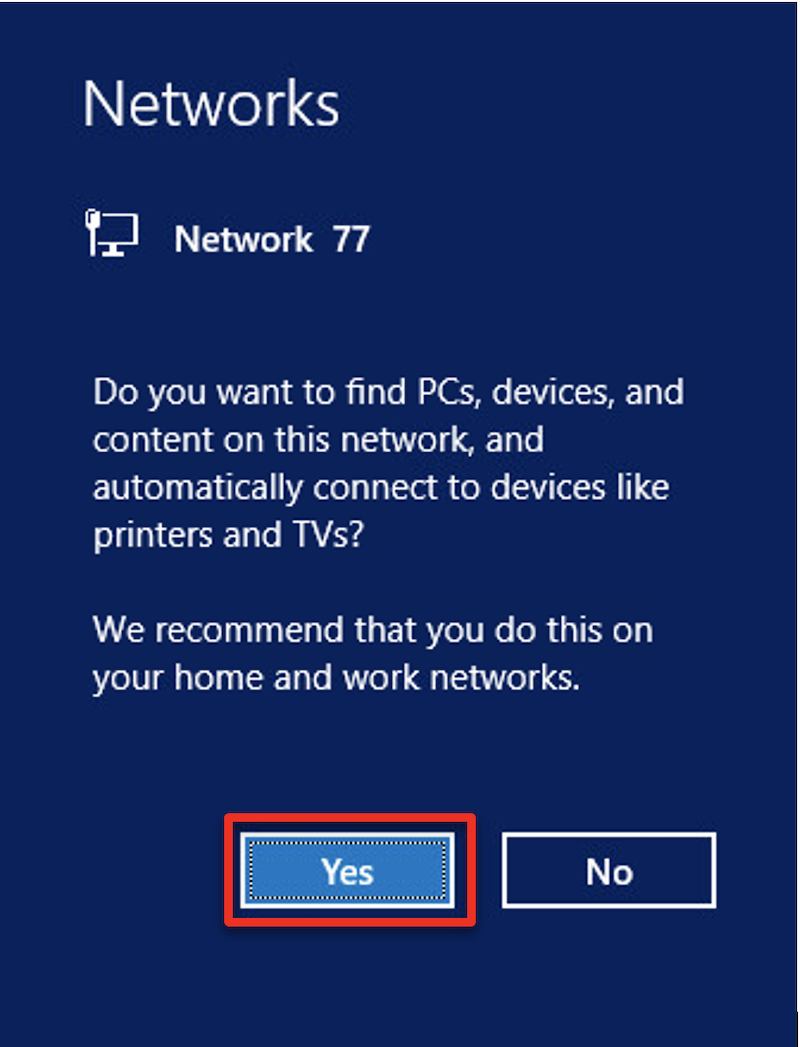 Networks
Network 77
Do you want to find PCs, devices, and
content on this network, and
automatically connect to devices like
printers and TVs?
We recommend that you do this on
your home and work networks.
Yes
No